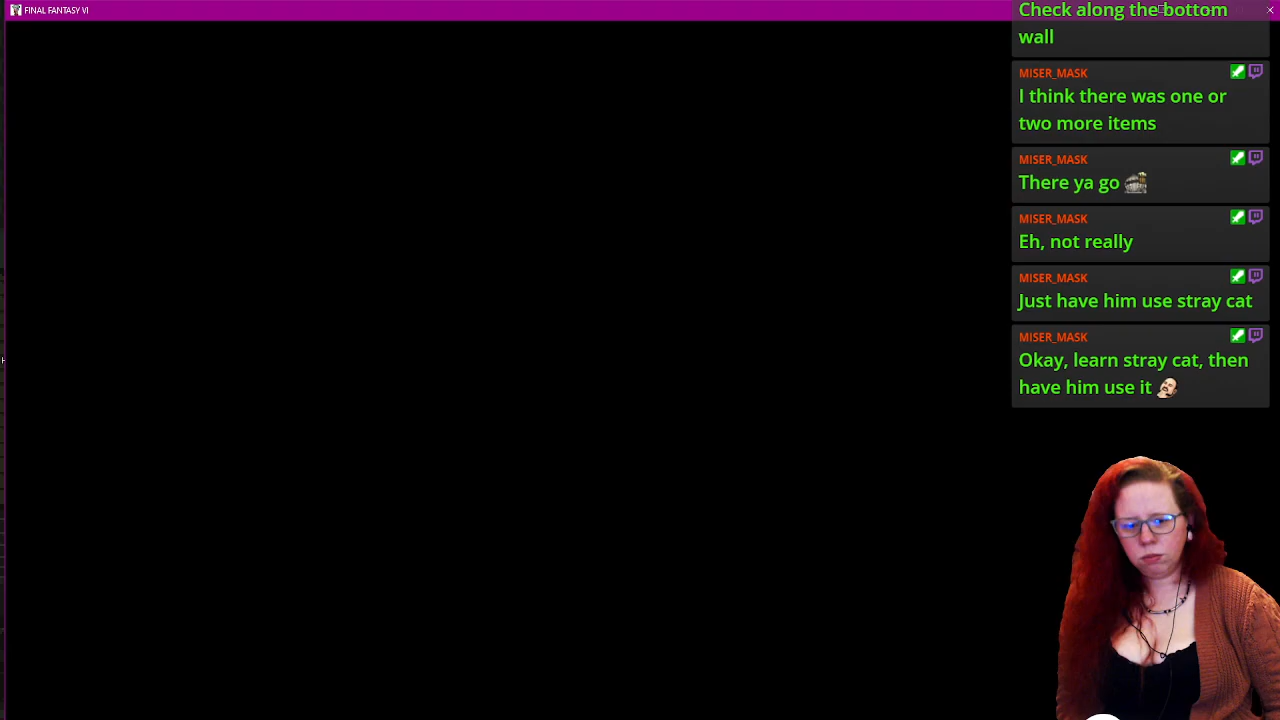 FINAL FANTASY VI
Check along the bottom
wall
MISER_MASK
I think there was one or
two more items
MISER_MASK
There ya go
MISER_MASK
Eh, not really
MISER_MASK
Just have him use stray cat
MISER_MASK
Okay, learn stray cat, then
have him use it